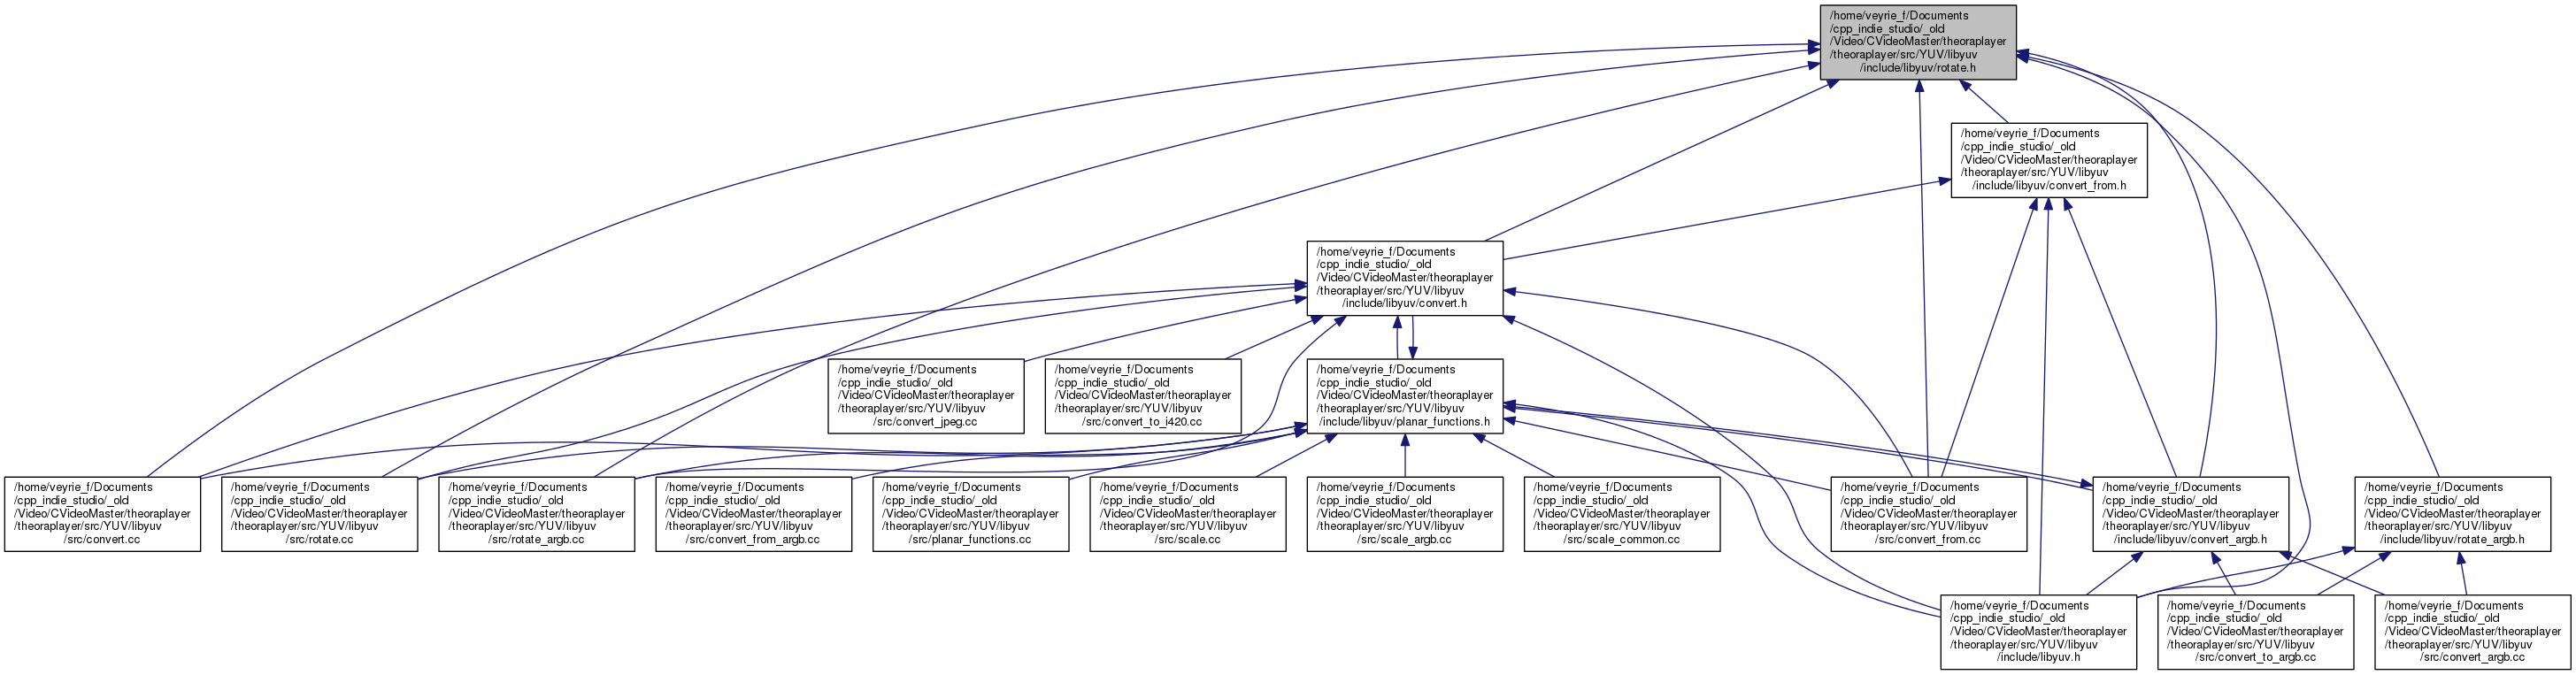 /home/veyrie_f/Documents
/cpp_indie_studio/_old
/Video/CVideoMaster/theoraplayer
/theoraplayer/src/YUV/libyuv
/include/libyuv/rotate.h
/home/veyrie_f/Documents
/cpp_indie_studio/_old
/Video/CVideoMaster/theoraplayer
/theoraplayer/src/YUV/libyuv
/include/libyuv/convert_from.h
/home/veyrie_f/Documents
/cpp_indie_studio/_old
/Video/CVideoMaster/theoraplayer
/theoraplayer/src/YUV/libyuv
/include/libyuv/convert.h
/home/veyrie_f/Documents
/cpp_indie_studio/_old
/Video/CVideoMaster/theoraplayer
/theoraplayer/src/YUV/libyuv
/src/convert_jpeg.cc
/home/veyrie_f/Documents
/cpp_indie_studio/_old
/Video/CVideoMaster/theoraplayer
/theoraplayer/src/YUV/libyuv
/src/convert_to_i420.cc
/home/veyrie_f/Documents
/cpp_indie_studio/_old
/Video/CVideoMaster/theoraplayer
/theoraplayer/src/YUV/libyuv
/include/libyuv/planar_functions.h
/home/veyrie_f/Documents
/cpp_indie_studio/_old
/Video/CVideoMaster/theoraplayer
/theoraplayer/src/YUV/libyuv
/src/convert.cc
/home/veyrie_f/Documents
/cpp_indie_studio/_old
/Video/CVideoMaster/theoraplayer
/theoraplayer/src/YUV/libyuv
/src/rotate.cc
/home/veyrie_f/Documents
/cpp_indie_studio/_old
/Video/CVideoMaster/theoraplayer
/theoraplayer/src/YUV/libyuv
/src/rotate_argb.cc
/home/veyrie_f/Documents
/cpp_indie_studio/_old
/Video/CVideoMaster/theoraplayer
/theoraplayer/src/YUV/libyuv
/src/convert_from_argb.cc
/home/veyrie_f/Documents
/cpp_indie_studio/_old
/Video/CVideoMaster/theoraplayer
/theoraplayer/src/YUV/libyuv
/src/planar_functions.cc
/home/veyrie_f/Documents
/cpp_indie_studio/_old
/Video/CVideoMaster/theoraplayer
/theoraplayer/src/YUV/libyuv
/src/scale.cc
/home/veyrie_f/Documents
/cpp_indie_studio/_old
/Video/CVideoMaster/theoraplayer
/theoraplayer/src/YUV/libyuv
/src/scale_argb.cc
/home/veyrie_f/Documents
/cpp_indie_studio/_old
/Video/CVideoMaster/theoraplayer
/theoraplayer/src/YUV/libyuv
/src/scale_common.cc
/home/veyrie_f/Documents
/cpp_indie_studio/_old
/Video/CVideoMaster/theoraplayer
/theoraplayer/src/YUV/libyuv
/src/convert_from.cc
/home/veyrie_f/Documents
/cpp_indie_studio/_old
/Video/CVideoMaster/theoraplayer
/theoraplayer/src/YUV/libyuv
/include/libyuv/convert_argb.h
/home/veyrie_f/Documents
/cpp_indie_studio/_old
/Video/CVideoMaster/theoraplayer
/theoraplayer/src/YUV/libyuv
/include/libyuv/rotate_argb.h
/home/veyrie_f/Documents
/cpp_indie_studio/_old
/Video/CVideoMaster/theoraplayer
/theoraplayer/src/YUV/libyuv
/include/libyuv.h
/home/veyrie_f/Documents
/cpp_indie_studio/_old
/Video/CVideoMaster/theoraplayer
/theoraplayer/src/YUV/libyuv
/src/convert_to_argb.cc
/home/veyrie_f/Documents
/cpp_indie_studio/_old
/Video/CVideoMaster/theoraplayer
/theoraplayer/src/YUV/libyuv
/src/convert_argb.cc